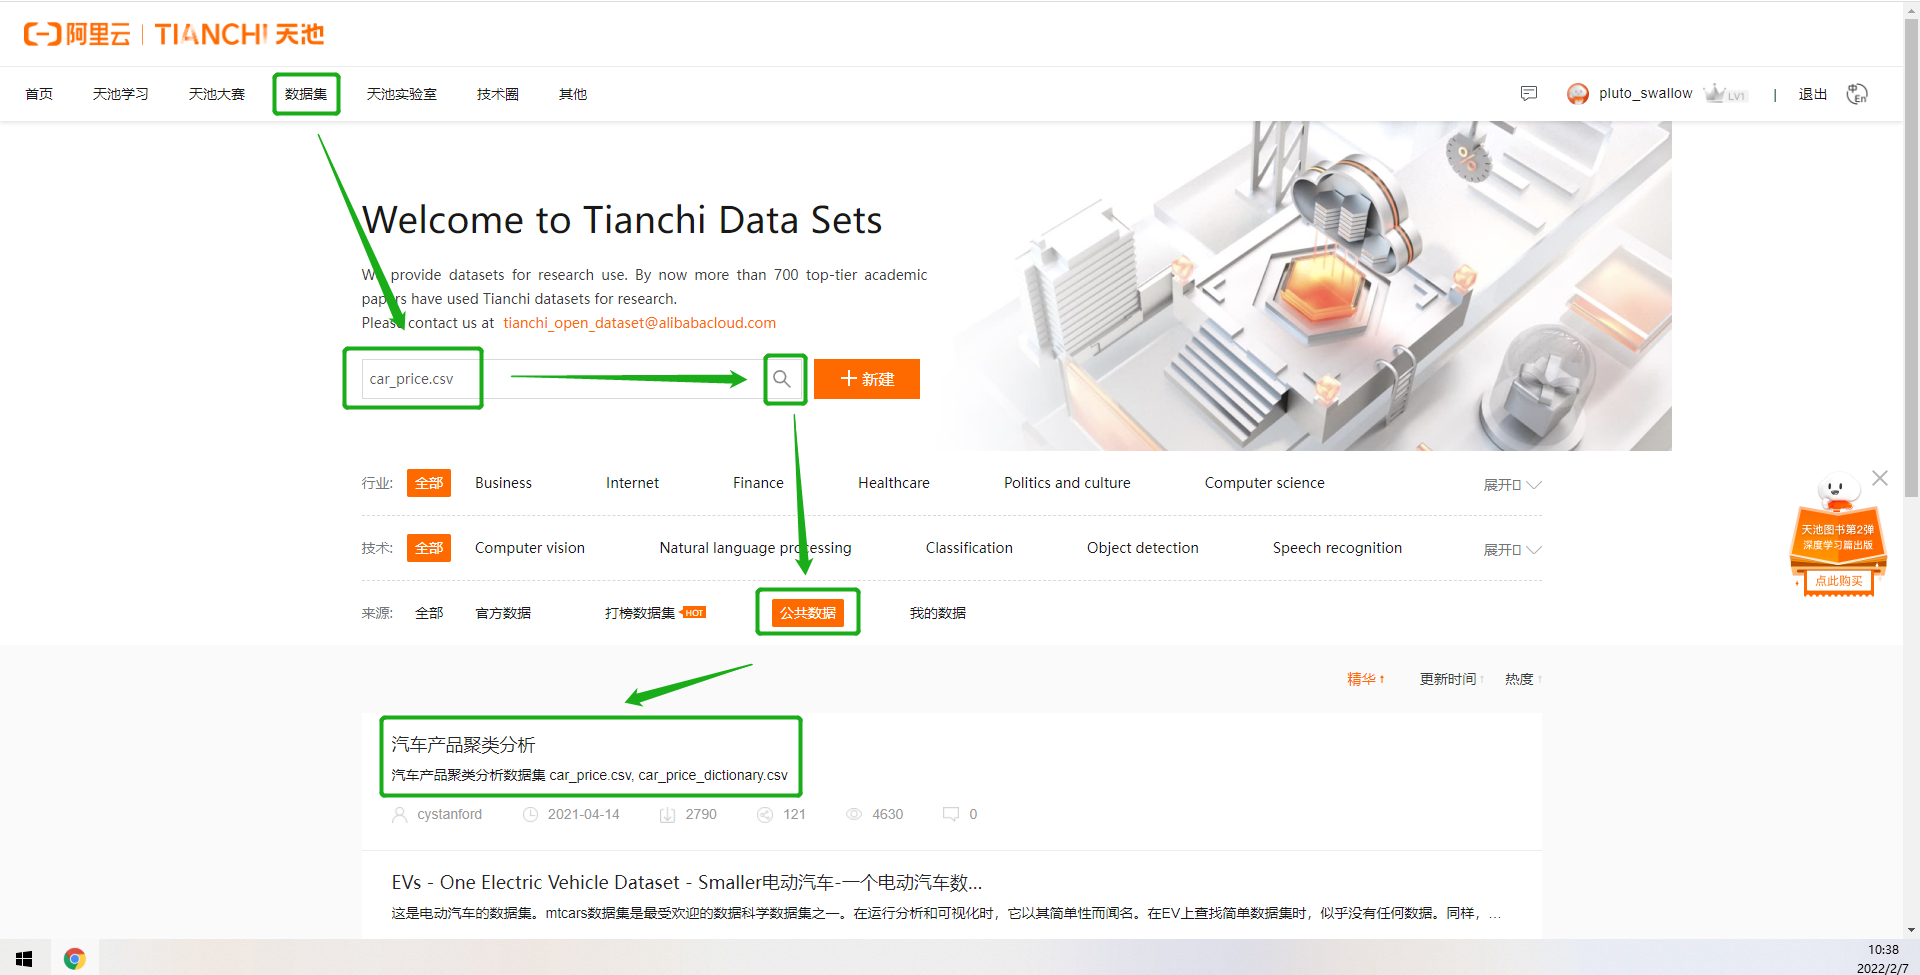 阿里云 | TIANCHI 天池
首页 天池学习 天池大赛 数据集 天池实验室 技术圈 其他 pluto_swallow LV1 | 退出 中 En
Welcome to Tianchi Data Sets
We provide datasets for research use. By now more than 700 top-tier academic
papers have used Tianchi datasets for research.
Please contact us at tianchi_open_dataset@alibabacloud.com
car_price.csv 新建
行业: 全部 Business Internet Finance Healthcare Politics and culture Computer science 展开
技术: 全部 Computer vision Natural language processing Classification Object detection Speech recognition 展开
来源: 全部 官方数据 打榜数据集 HOT 公共数据 我的数据
天池图书第2弹
深度学习篇出版
点此购买
精华↑ 更新时间↑ 热度↑
汽车产品聚类分析
汽车产品聚类分析数据集 car_price.csv, car_price_dictionary.csv
cystanford 2021-04-14 2790 121 4630 0
EVs - One Electric Vehicle Dataset - Smaller电动汽车-一个电动汽车数...
这是电动汽车的数据集。mtcars数据集是最受欢迎的数据科学数据集之一。在运行分析和可视化时，它以其简单性而闻名。在EV上查找简单数据集时，似乎没有任何数据。同样，...
10:38
2022/2/7